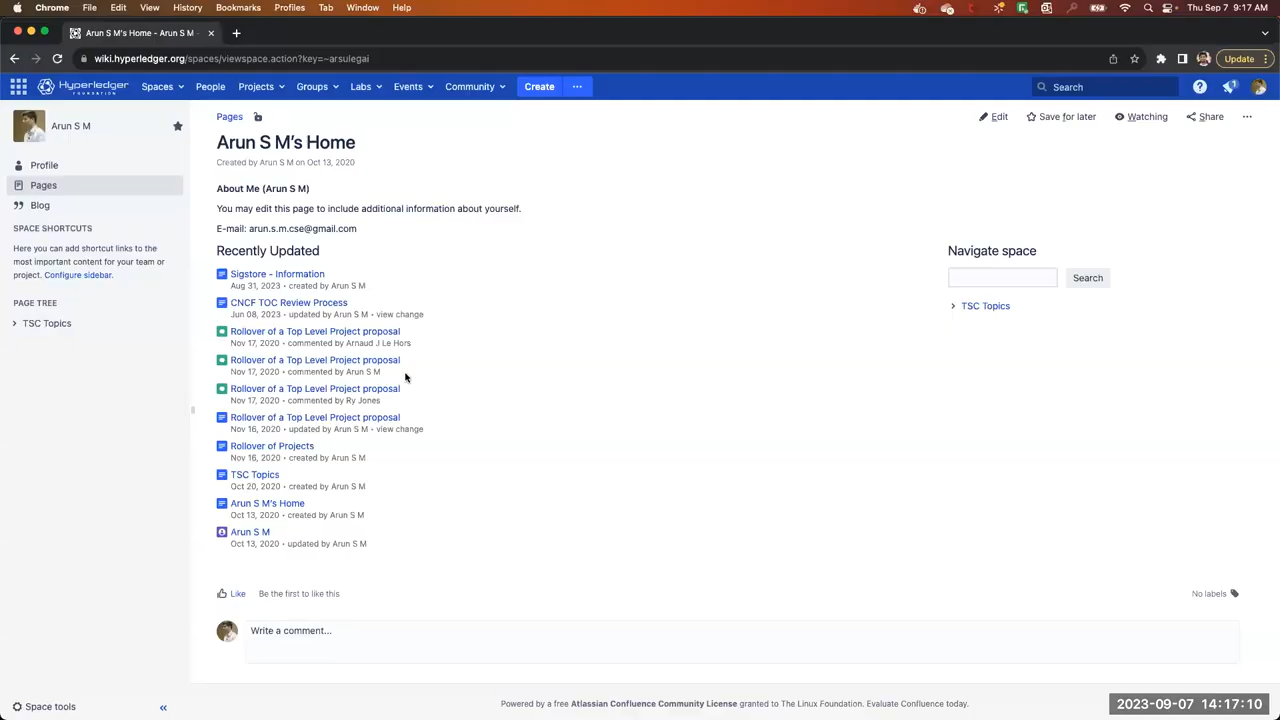 Chrome File Edit View History Bookmarks Profiles Tab Window Help
Thu Sep 7 9:17 AM
Arun S M's Home - Arun S M
wiki.hyperledger.org/spaces/viewspace.action?key=~arsulegai
Update
HYPERLEDGER FOUNDATION
Spaces People Projects Groups Labs Events Community Create Search
Arun S M
Profile
Pages
Blog
SPACE SHORTCUTS
Here you can add shortcut links to the
most important content for your team or
project. Configure sidebar.
PAGE TREE
TSC Topics
Space tools
Pages
Edit Save for later Watching Share
Arun S M's Home
Created by Arun S M on Oct 13, 2020
About Me (Arun S M)
You may edit this page to include additional information about yourself.
E-mail: arun.s.m.cse@gmail.com
Recently Updated
Sigstore - Information
Aug 31, 2023 • created by Arun S M
CNCF TOC Review Process
Jun 08, 2023 • updated by Arun S M • view change
Rollover of a Top Level Project proposal
Nov 17, 2020 • commented by Arnaud J Le Hors
Rollover of a Top Level Project proposal
Nov 17, 2020 • commented by Arun S M
Rollover of a Top Level Project proposal
Nov 17, 2020 • commented by Ry Jones
Rollover of a Top Level Project proposal
Nov 16, 2020 • updated by Arun S M • view change
Rollover of Projects
Nov 16, 2020 • created by Arun S M
TSC Topics
Oct 20, 2020 • created by Arun S M
Arun S M's Home
Oct 13, 2020 • created by Arun S M
Arun S M
Oct 13, 2020 • updated by Arun S M
Navigate space
Search
TSC Topics
Like Be the first to like this
No labels
Write a comment...
Powered by a free Atlassian Confluence Community License granted to The Linux Foundation. Evaluate Confluence today.
2023-09-07 14:17:10